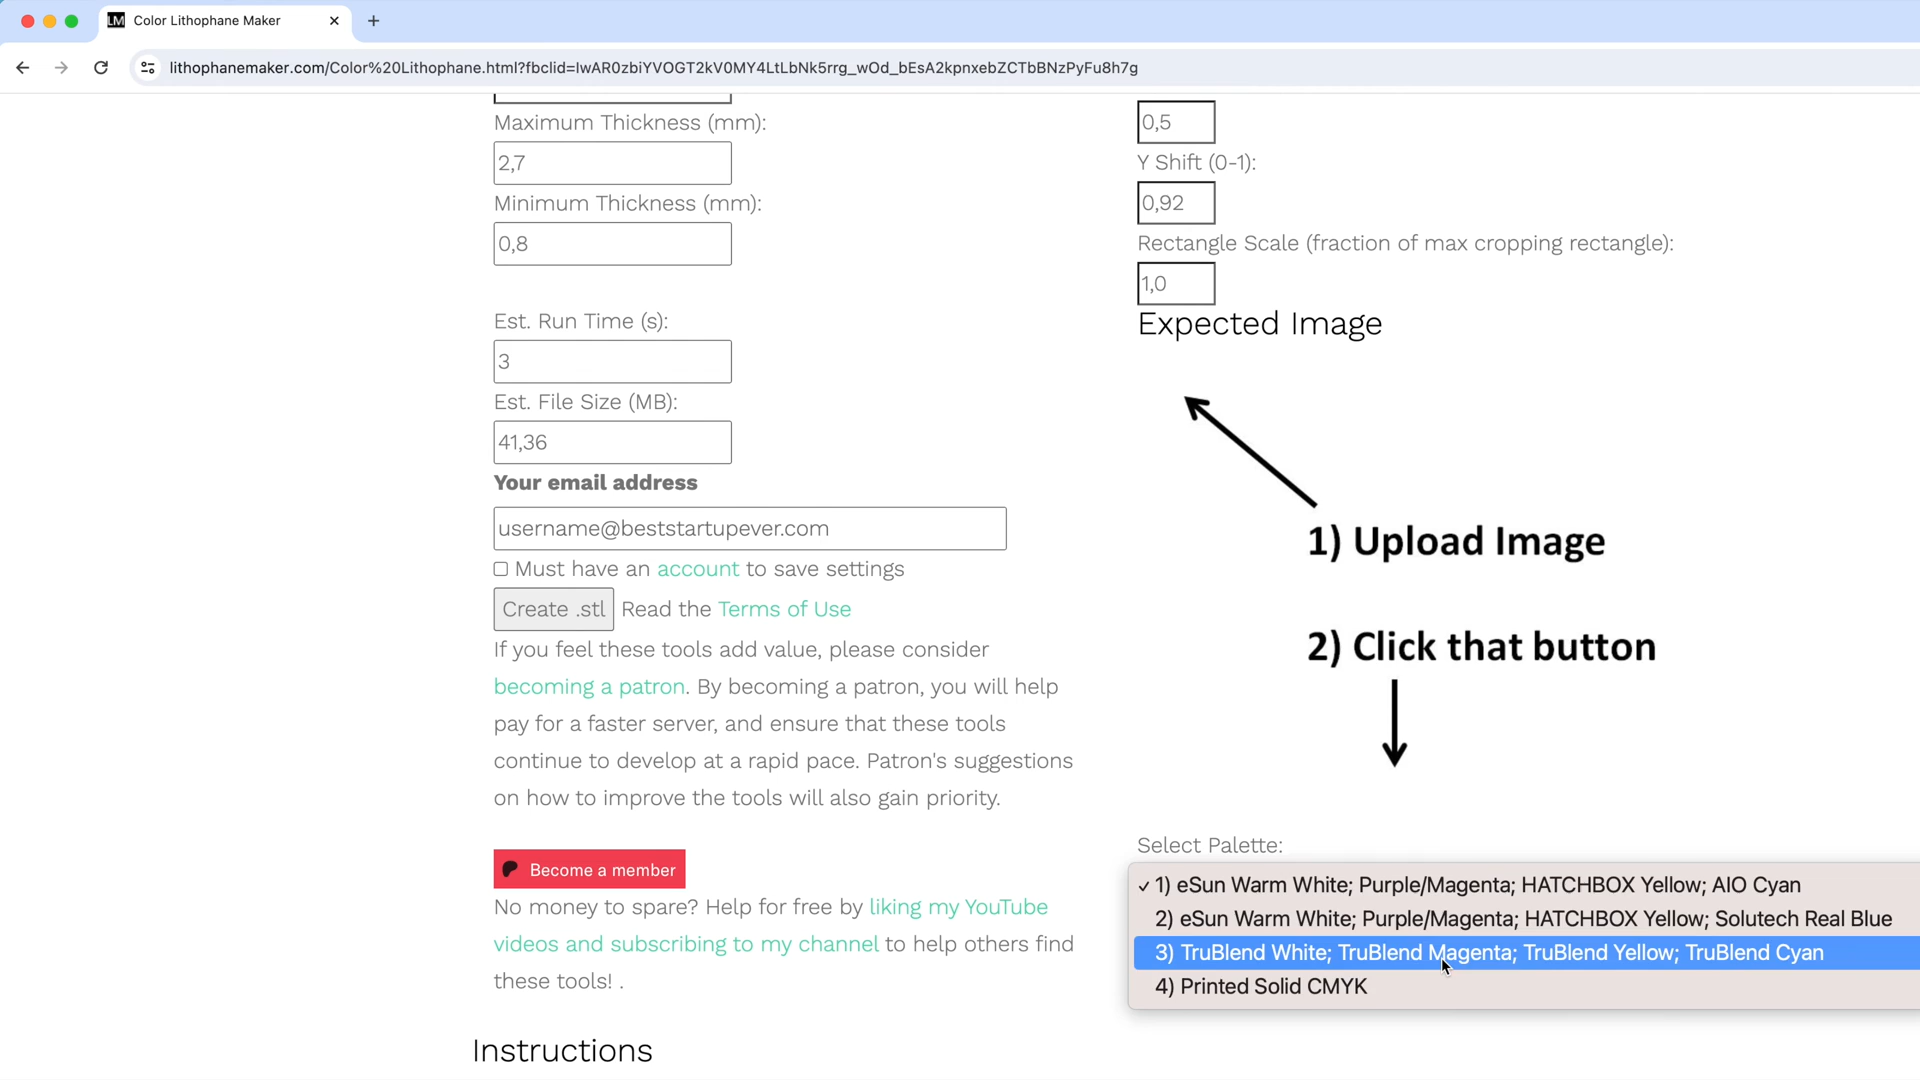 LM Color Lithophane Maker
lithophanemaker.com/Color%20Lithophane.html?fbclid=IwAR0zbiYVOGT2kV0MY4LtLbNk5rrg_wOd_bEsA2kpnxebZCTbBNzPyFu8h7g
Maximum Thickness (mm):
2,7
Minimum Thickness (mm):
0,8
Est. Run Time (s):
3
Est. File Size (MB):
41,36
Your email address
username@beststartupever.com
Must have an account to save settings
Create .stl Read the Terms of Use
If you feel these tools add value, please consider
becoming a patron. By becoming a patron, you will help
pay for a faster server, and ensure that these tools
continue to develop at a rapid pace. Patron's suggestions
on how to improve the tools will also gain priority.
Become a member
No money to spare? Help for free by liking my YouTube
videos and subscribing to my channel to help others find
these tools! .
Instructions
0,5
Y Shift (0-1):
0,92
Rectangle Scale (fraction of max cropping rectangle):
1,0
Expected Image
1) Upload Image
2) Click that button
Select Palette:
✓ 1) eSun Warm White; Purple/Magenta; HATCHBOX Yellow; AIO Cyan
2) eSun Warm White; Purple/Magenta; HATCHBOX Yellow; Solutech Real Blue
3) TruBlend White; TruBlend Magenta; TruBlend Yellow; TruBlend Cyan
4) Printed Solid CMYK